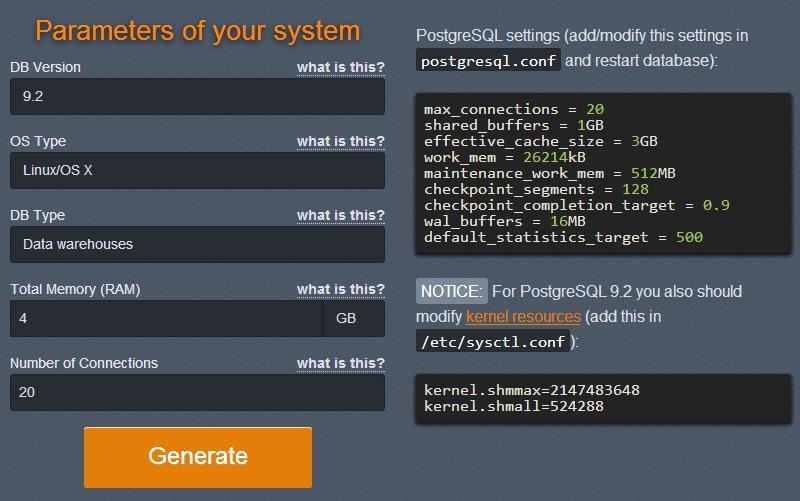 Parameters of your system
DB Version what is this?
9.2
OS Type what is this?
Linux/OS X
DB Type what is this?
Data warehouses
Total Memory (RAM) what is this?
4 GB
Number of Connections what is this?
20
Generate
PostgreSQL settings (add/modify this settings in
postgresql.conf and restart database):
max_connections = 20
shared_buffers = 1GB
effective_cache_size = 3GB
work_mem = 26214kB
maintenance_work_mem = 512MB
checkpoint_segments = 128
checkpoint_completion_target = 0.9
wal_buffers = 16MB
default_statistics_target = 500
NOTICE: For PostgreSQL 9.2 you also should
modify kernel resources (add this in
/etc/sysctl.conf):
kernel.shmmax=2147483648
kernel.shmall=524288